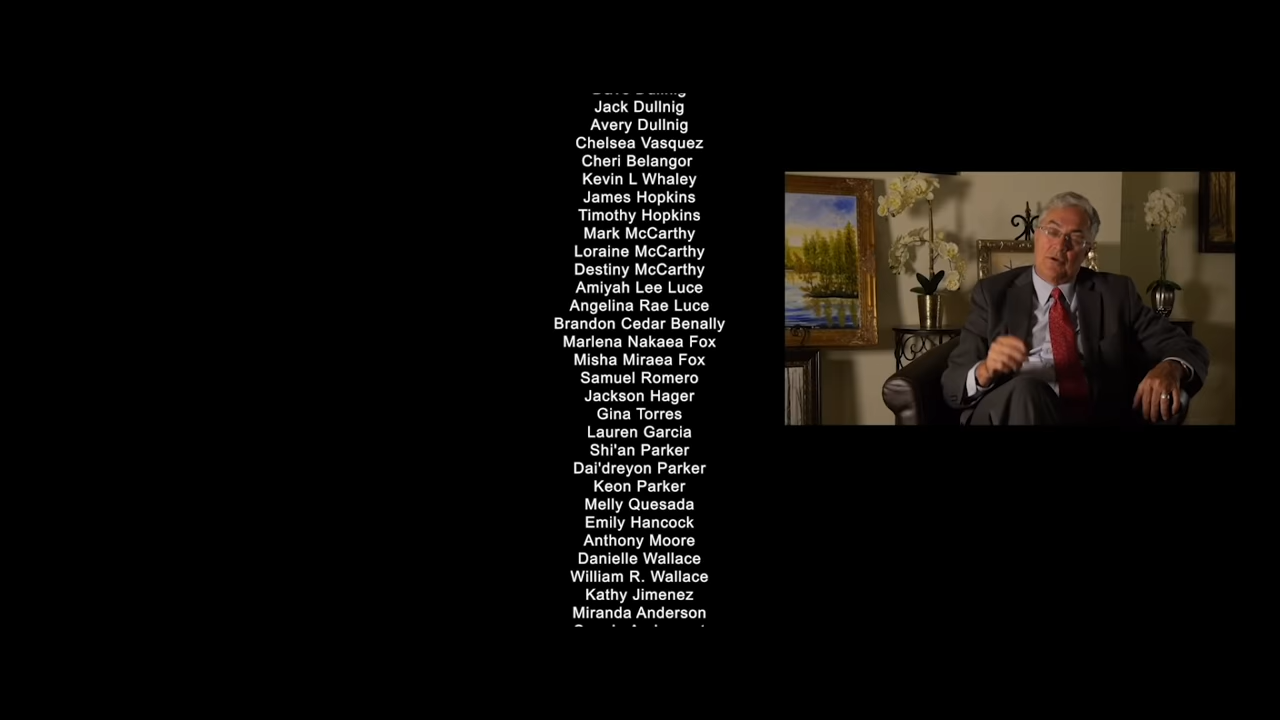 Jack Dullnig
Avery Dullnig
Chelsea Vasquez
Cheri Belangor
Kevin L Whaley
James Hopkins
Timothy Hopkins
Mark McCarthy
Loraine McCarthy
Destiny McCarthy
Amiyah Lee Luce
Angelina Rae Luce
Brandon Cedar Benally
Marlena Nakaea Fox
Misha Miraea Fox
Samuel Romero
Jackson Hager
Gina Torres
Lauren Garcia
Shi'an Parker
Dai'dreyon Parker
Keon Parker
Melly Quesada
Emily Hancock
Anthony Moore
Danielle Wallace
William R. Wallace
Kathy Jimenez
Miranda Anderson